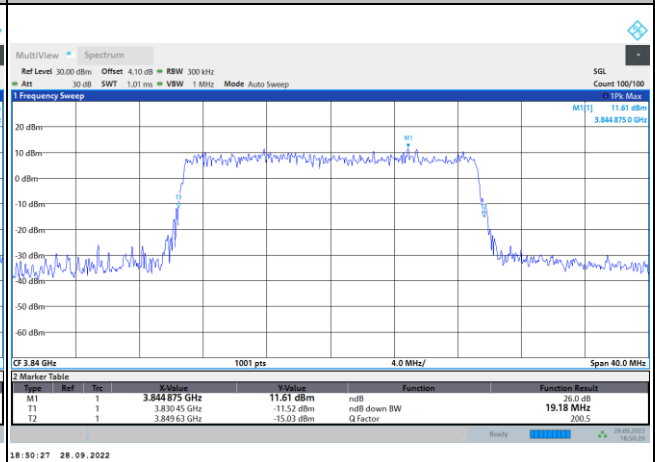 MultiView Spectrum
Ref Level 30.00 dBm Offset 4.10 dB RBW 300 kHz SGL
Att 30 dB SWT 1.01 ms VBW 1 MHz Mode Auto Sweep Count 100/100
1 Frequency Sweep 1Pk Max
M1[1] 11.61 dBm
3.844 875 0 GHz
M1
20 dBm
10 dBm
0 dBm
T1
-10 dBm
T2
-20 dBm
-30 dBm
-40 dBm
-50 dBm
-60 dBm
CF 3.84 GHz 1001 pts 4.0 MHz/ Span 40.0 MHz
2 Marker Table
Type Ref Trc X-Value Y-Value Function Function Result
M1 1 3.844 875 GHz 11.61 dBm ndB 26.0 dB
T1 1 3.830 45 GHz -11.52 dBm ndB down BW 19.18 MHz
T2 1 3.849 63 GHz -15.03 dBm Q Factor 200.5
Ready 28.09.2022
18:50:26
18:50:27 28.09.2022